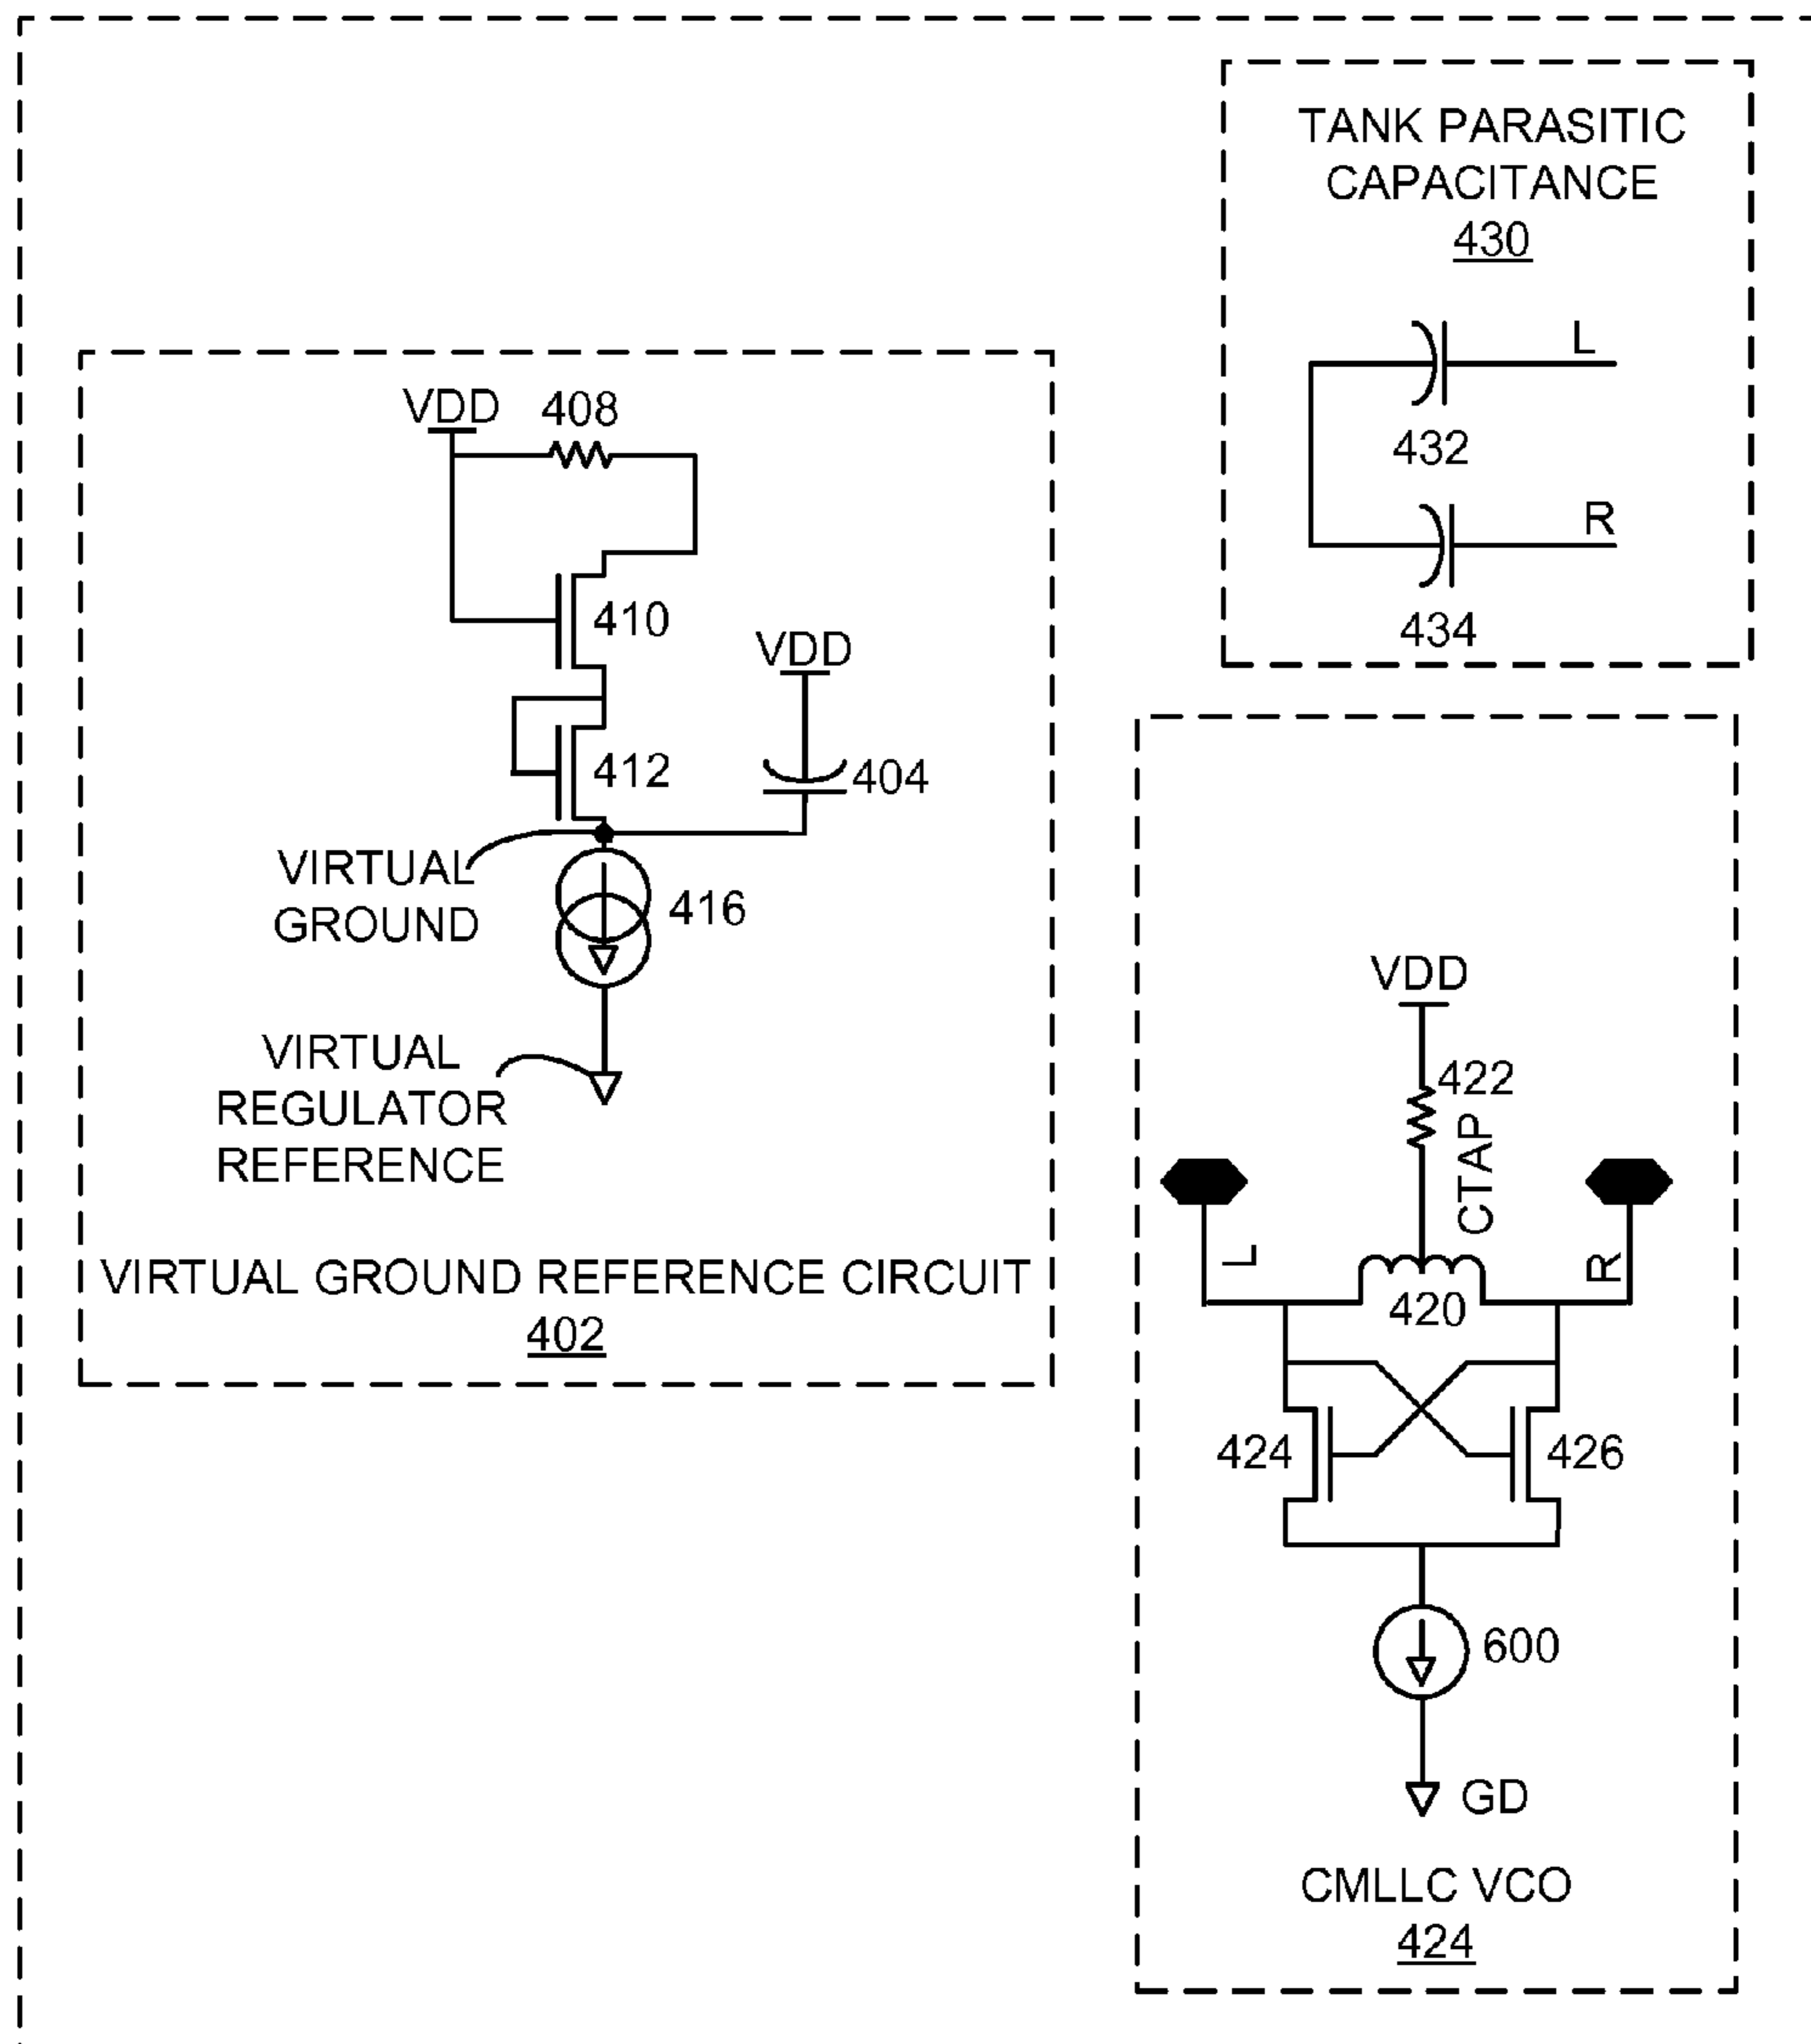 TANK PARASITIC
CAPACITANCE
430
L
432
R
434
VDD
408
410
VDD
412
404
VIRTUAL
GROUND
416
VIRTUAL
REGULATOR
REFERENCE
VIRTUAL GROUND REFERENCE CIRCUIT
402
VDD
422
CTAP
L
R
420
424
426
600
GD
CMLLC VCO
424